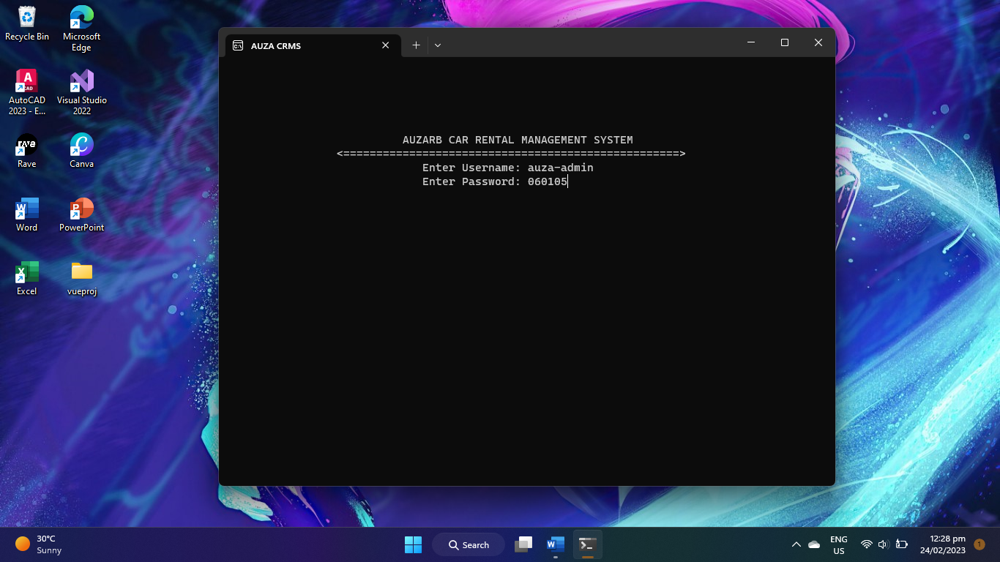 Recycle Bin
Microsoft
Edge
AutoCAD
2023 - E...
Visual Studio
2022
Rave
Canva
Word
PowerPoint
Excel
vueproj
AUZA CRMS
AUZARB CAR RENTAL MANAGEMENT SYSTEM
<===================================================>
Enter Username: auza-admin
Enter Password: 060105
30°C
Sunny
Search
ENG
US
12:28 pm
24/02/2023
1